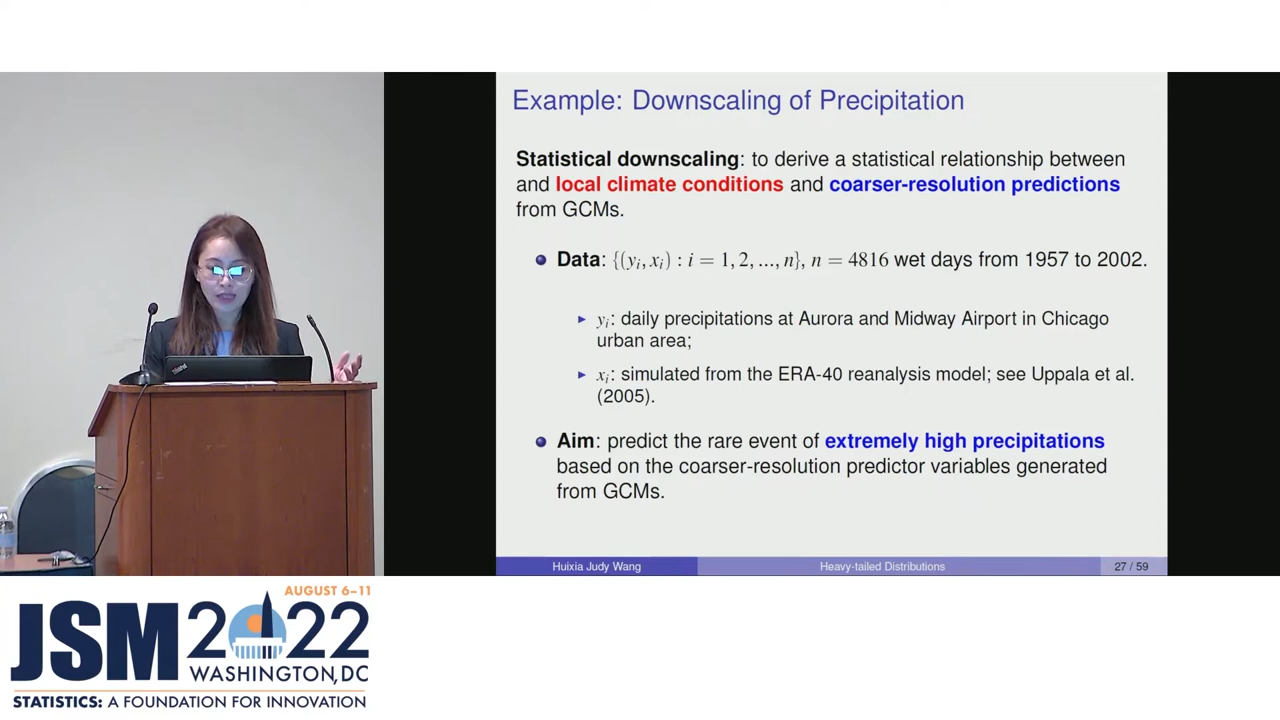 Example: Downscaling of Precipitation
Statistical downscaling: to derive a statistical relationship between
and local climate conditions and coarser-resolution predictions
from GCMs.
Data: {(yi, xi) : i = 1, 2, ..., n}, n = 4816 wet days from 1957 to 2002.
yi: daily precipitations at Aurora and Midway Airport in Chicago
urban area;
xi: simulated from the ERA-40 reanalysis model; see Uppala et al.
(2005).
Aim: predict the rare event of extremely high precipitations
based on the coarser-resolution predictor variables generated
from GCMs.
Huixia Judy Wang Heavy-tailed Distributions 27 / 59
ThinkPad
AUGUST 6–11
JSM 2022
WASHINGTON, DC
STATISTICS: A FOUNDATION FOR INNOVATION